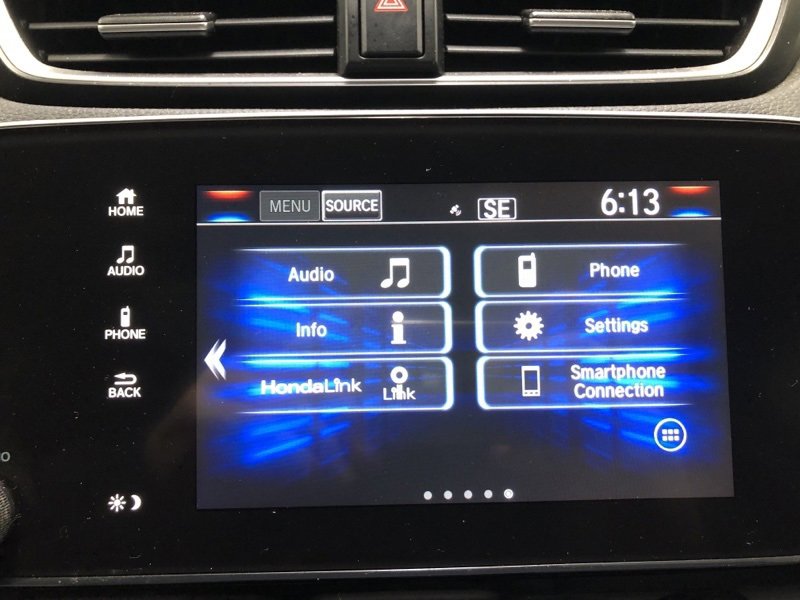 HOME
AUDIO
PHONE
BACK
MENU SOURCE SE 6:13
Audio
Phone
Info
Settings
HondaLink
Link
Smartphone
Connection